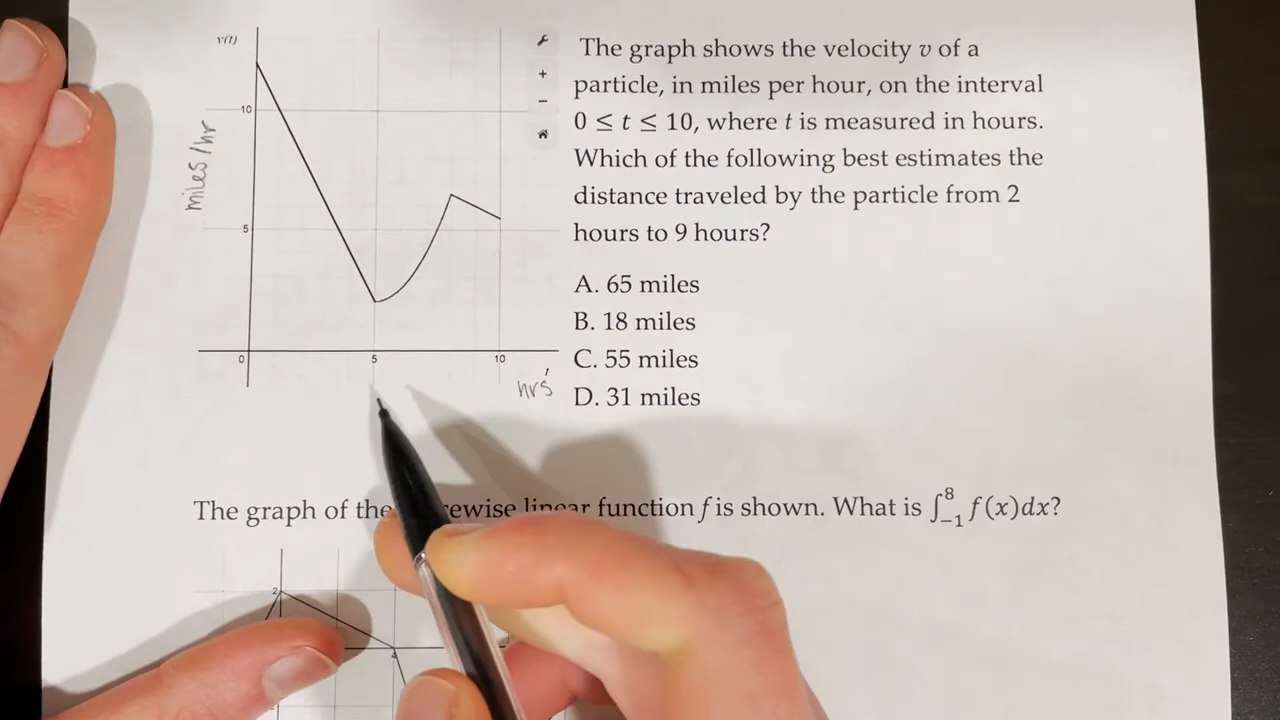 v(t)
10
miles/hr
5
0
5
10
hrs
The graph shows the velocity v of a
particle, in miles per hour, on the interval
0 ≤ t ≤ 10, where t is measured in hours.
Which of the following best estimates the
distance traveled by the particle from 2
hours to 9 hours?
A. 65 miles
B. 18 miles
C. 55 miles
D. 31 miles
The graph of the ewise linear function f is shown. What is ∫₋₁⁸ f(x)dx?
2
4